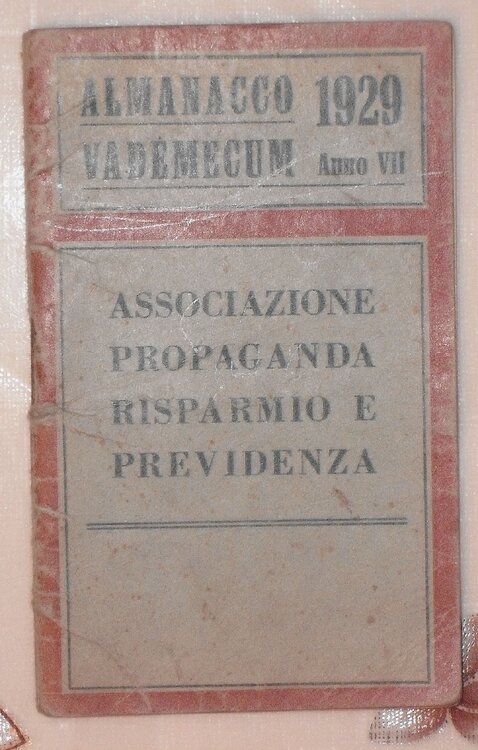 ALMANACCO 1929
VADEMECUM Anno VII
ASSOCIAZIONE
PROPAGANDA
RISPARMIO E
PREVIDENZA